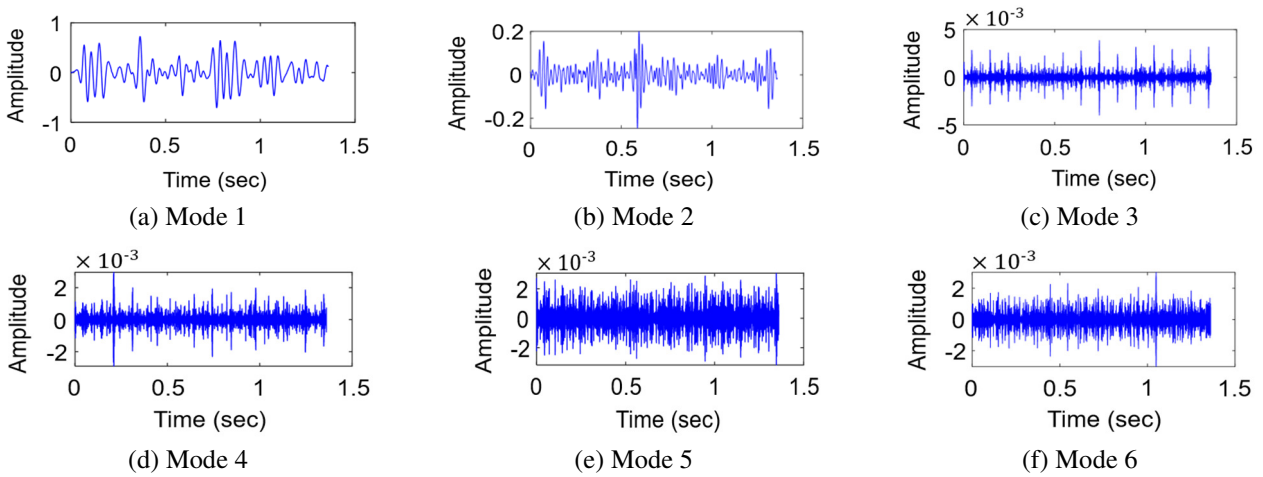 1
0
-1
Amplitude
0 0.5 1 1.5
Time (sec)
(a) Mode 1
0.2
0
-0.2
Amplitude
0 0.5 1 1.5
Time (sec)
(b) Mode 2
× 10⁻³
5
0
-5
Amplitude
0 0.5 1 1.5
Time (sec)
(c) Mode 3
× 10⁻³
2
0
-2
Amplitude
0 0.5 1 1.5
Time (sec)
(d) Mode 4
× 10⁻³
2
0
-2
Amplitude
0 0.5 1 1.5
Time (sec)
(e) Mode 5
× 10⁻³
2
0
-2
Amplitude
0 0.5 1 1.5
Time (sec)
(f) Mode 6